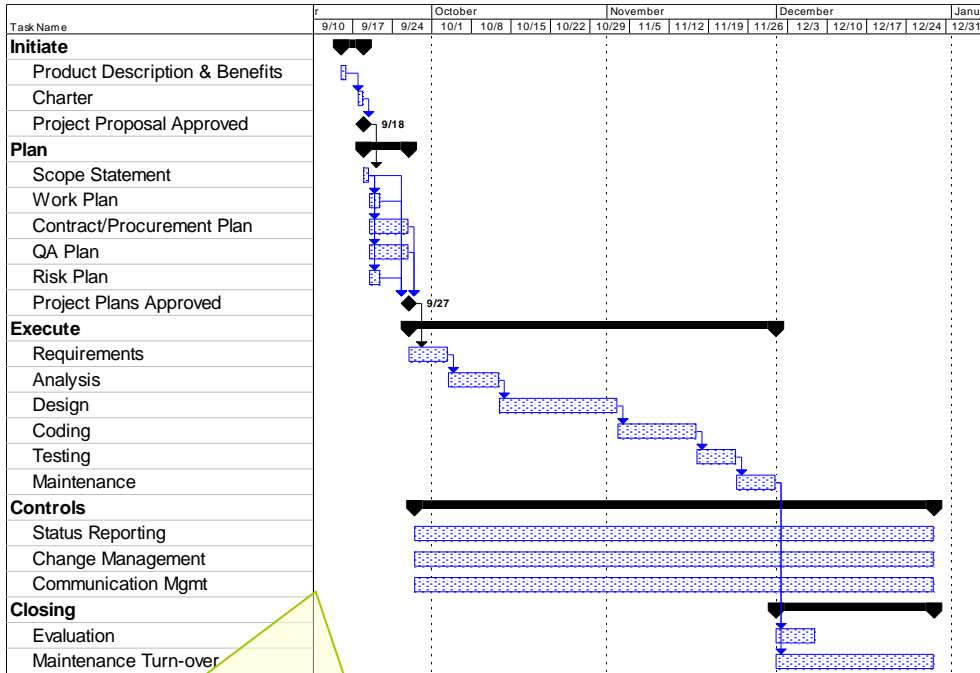 r October November December Janu
Task Name 9/10 9/17 9/24 10/1 10/8 10/15 10/22 10/29 11/5 11/12 11/19 11/26 12/3 12/10 12/17 12/24 12/31
Initiate
Product Description & Benefits
Charter
Project Proposal Approved 9/18
Plan
Scope Statement
Work Plan
Contract/Procurement Plan
QA Plan
Risk Plan
Project Plans Approved 9/27
Execute
Requirements
Analysis
Design
Coding
Testing
Maintenance
Controls
Status Reporting
Change Management
Communication Mgmt
Closing
Evaluation
Maintenance Turn-over